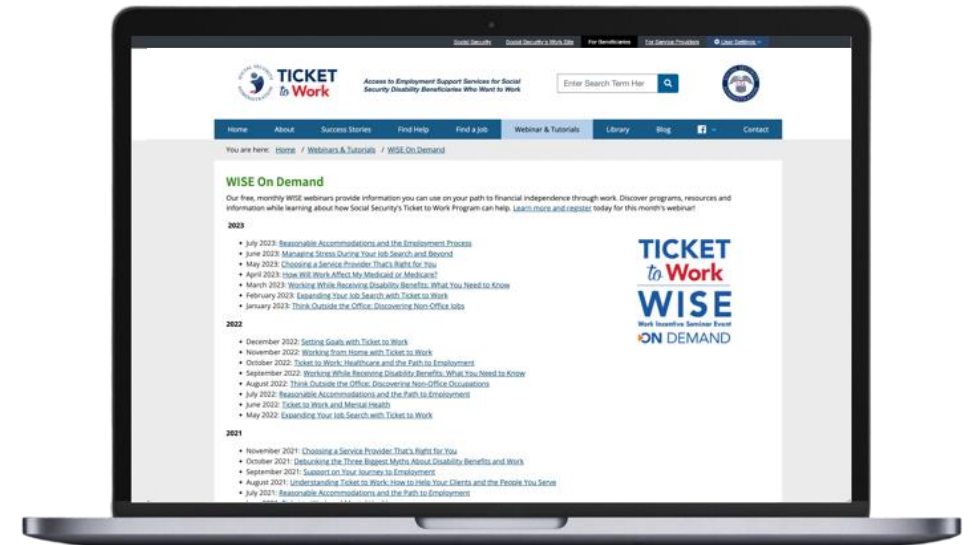 Social Security Social Security's Work Site For Beneficiaries For Service Providers User Settings
SOCIAL SECURITY ADMINISTRATION
TICKET
to Work
Access to Employment Support Services for Social
Security Disability Beneficiaries Who Want to Work
Enter Search Term Her
Home About Success Stories Find Help Find a Job Webinar & Tutorials Library Blog Contact
You are here: Home / Webinars & Tutorials / WISE On Demand
WISE On Demand
Our free, monthly WISE webinars provide information you can use on your path to financial independence through work. Discover programs, resources and
information while learning about how Social Security's Ticket to Work Program can help. Learn more and register today for this month's webinar!
2023
• July 2023: Reasonable Accommodations and the Employment Process
• June 2023: Managing Stress During Your Job Search and Beyond
• May 2023: Choosing a Service Provider That's Right for You
• April 2023: How Will Work Affect My Medicaid or Medicare?
• March 2023: Working While Receiving Disability Benefits: What You Need to Know
• February 2023: Expanding Your Job Search with Ticket to Work
• January 2023: Think Outside the Office: Discovering Non-Office Jobs
TICKET
to Work
WISE
Work Incentive Seminar Event
ON DEMAND
2022
• December 2022: Setting Goals with Ticket to Work
• November 2022: Working from Home with Ticket to Work
• October 2022: Ticket to Work: Healthcare and the Path to Employment
• September 2022: Working While Receiving Disability Benefits: What You Need to Know
• August 2022: Think Outside the Office: Discovering Non-Office Occupations
• July 2022: Reasonable Accommodations and the Path to Employment
• June 2022: Ticket to Work and Mental Health
• May 2022: Expanding Your Job Search with Ticket to Work
2021
• November 2021: Choosing a Service Provider That's Right for You
• October 2021: Debunking the Three Biggest Myths About Disability Benefits and Work
• September 2021: Support on Your Journey to Employment
• August 2021: Understanding Ticket to Work: How to Help Your Clients and the People You Serve
• July 2021: Reasonable Accommodations and the Path to Employment